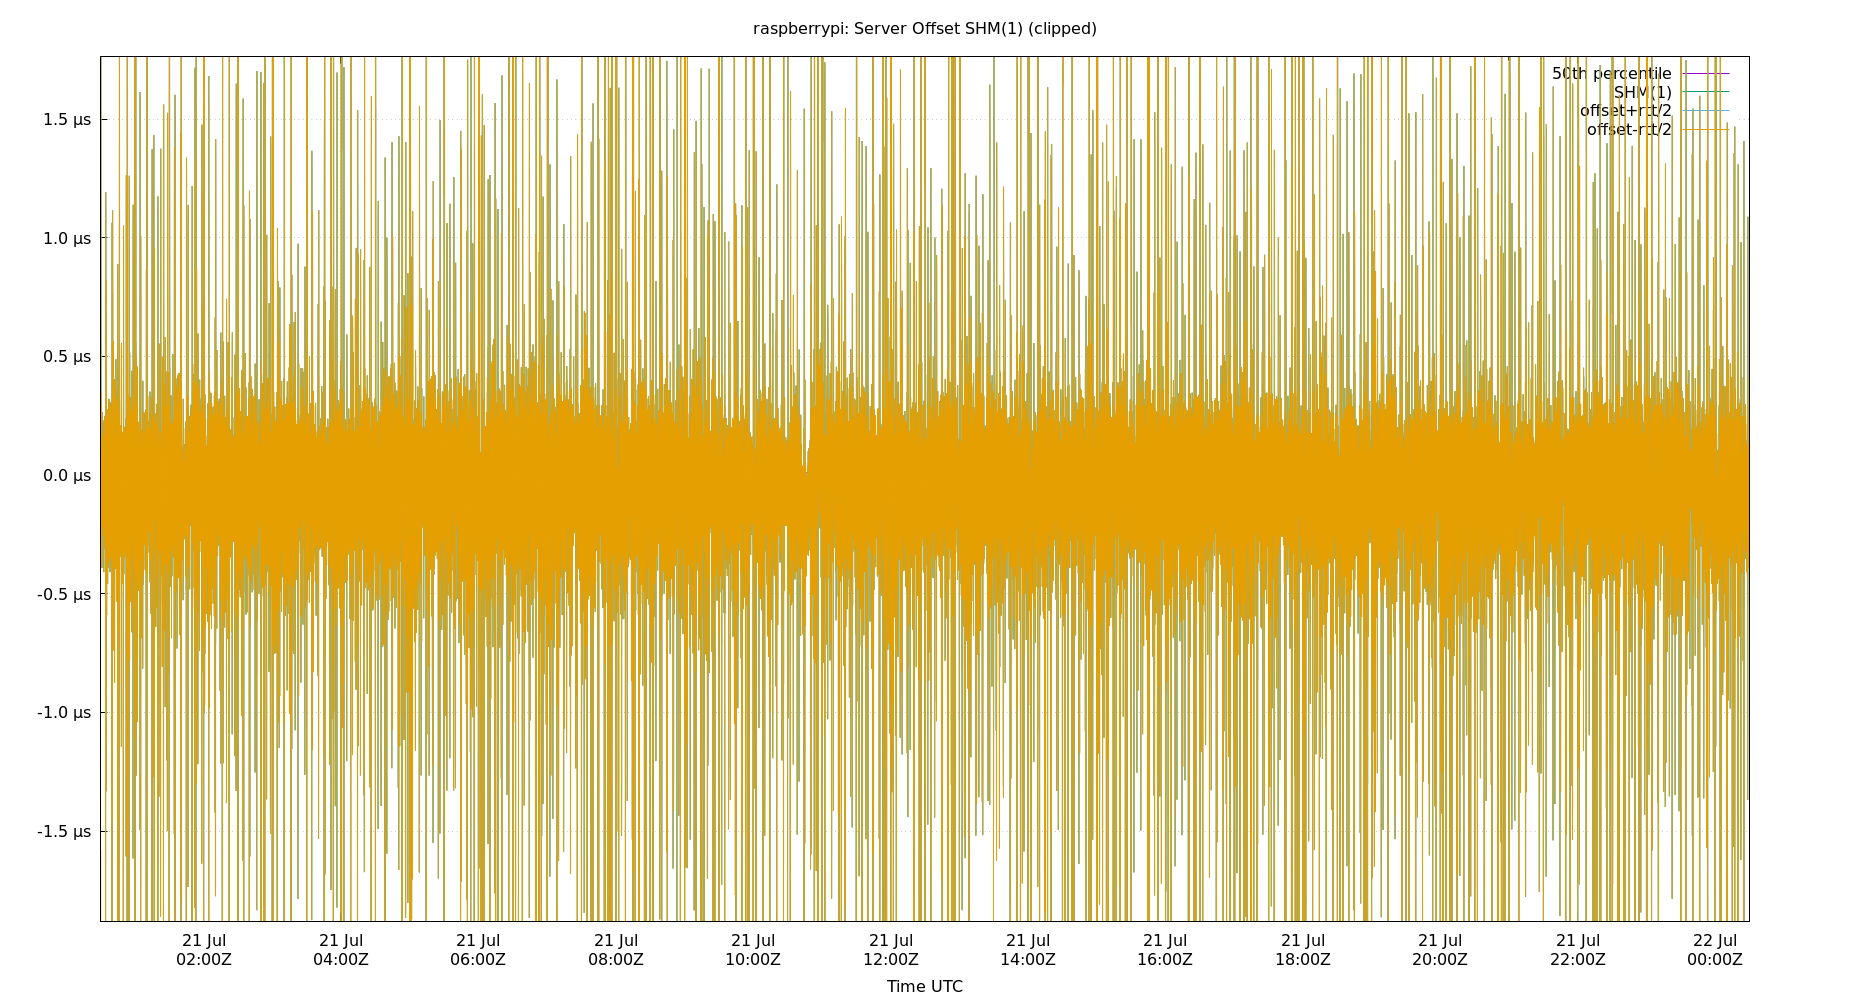 raspberrypi: Server Offset SHM(1) (clipped)
50th percentile
SHM(1)
offset+rtt/2
offset-rtt/2
1.5 µs
1.0 µs
0.5 µs
0.0 µs
-0.5 µs
-1.0 µs
-1.5 µs
21 Jul 21 Jul 21 Jul 21 Jul 21 Jul 21 Jul 21 Jul 21 Jul 21 Jul 21 Jul 21 Jul 22 Jul
02:00Z 04:00Z 06:00Z 08:00Z 10:00Z 12:00Z 14:00Z 16:00Z 18:00Z 20:00Z 22:00Z 00:00Z
Time UTC